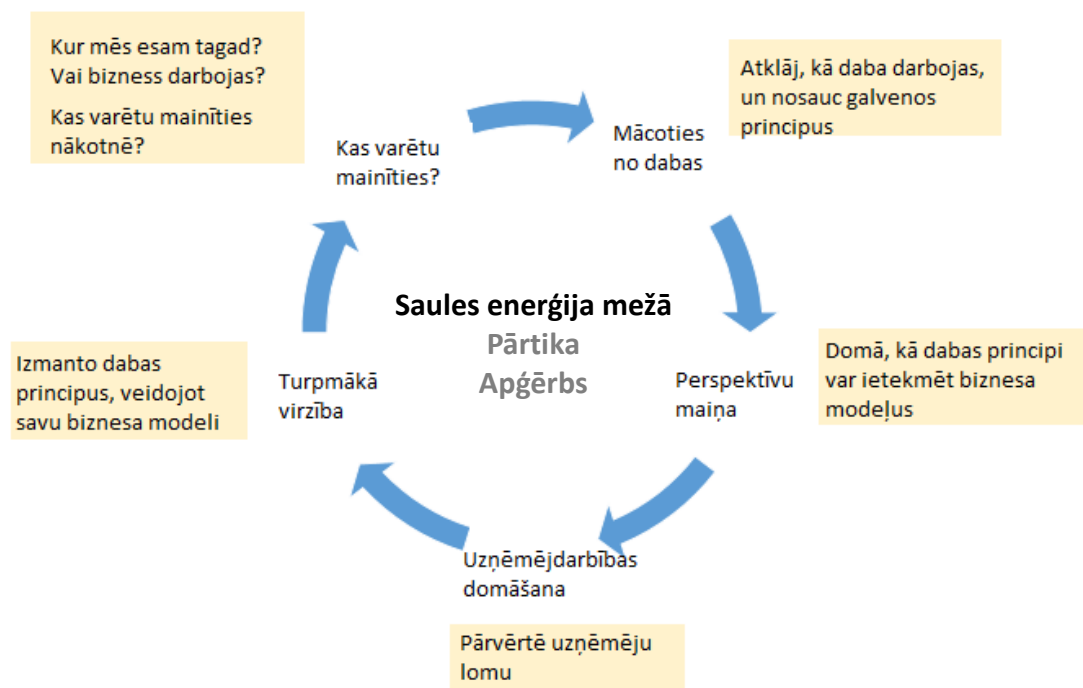 Kur mēs esam tagad?
Vai bizness darbojas?
Kas varētu mainīties
nākotnē?
Kas varētu
mainīties?
Mācoties
no dabas
Atklāj, kā daba darbojas,
un nosauc galvenos
principus
Saules enerģija mežā
Pārtika
Apģērbs
Perspektīvu
maiņa
Domā, kā dabas principi
var ietekmēt biznesa
modeļus
Uzņēmējdarbības
domāšana
Pārvērtē uzņēmēju
lomu
Turpmākā
virzība
Izmanto dabas
principus, veidojot
savu biznesa modeli